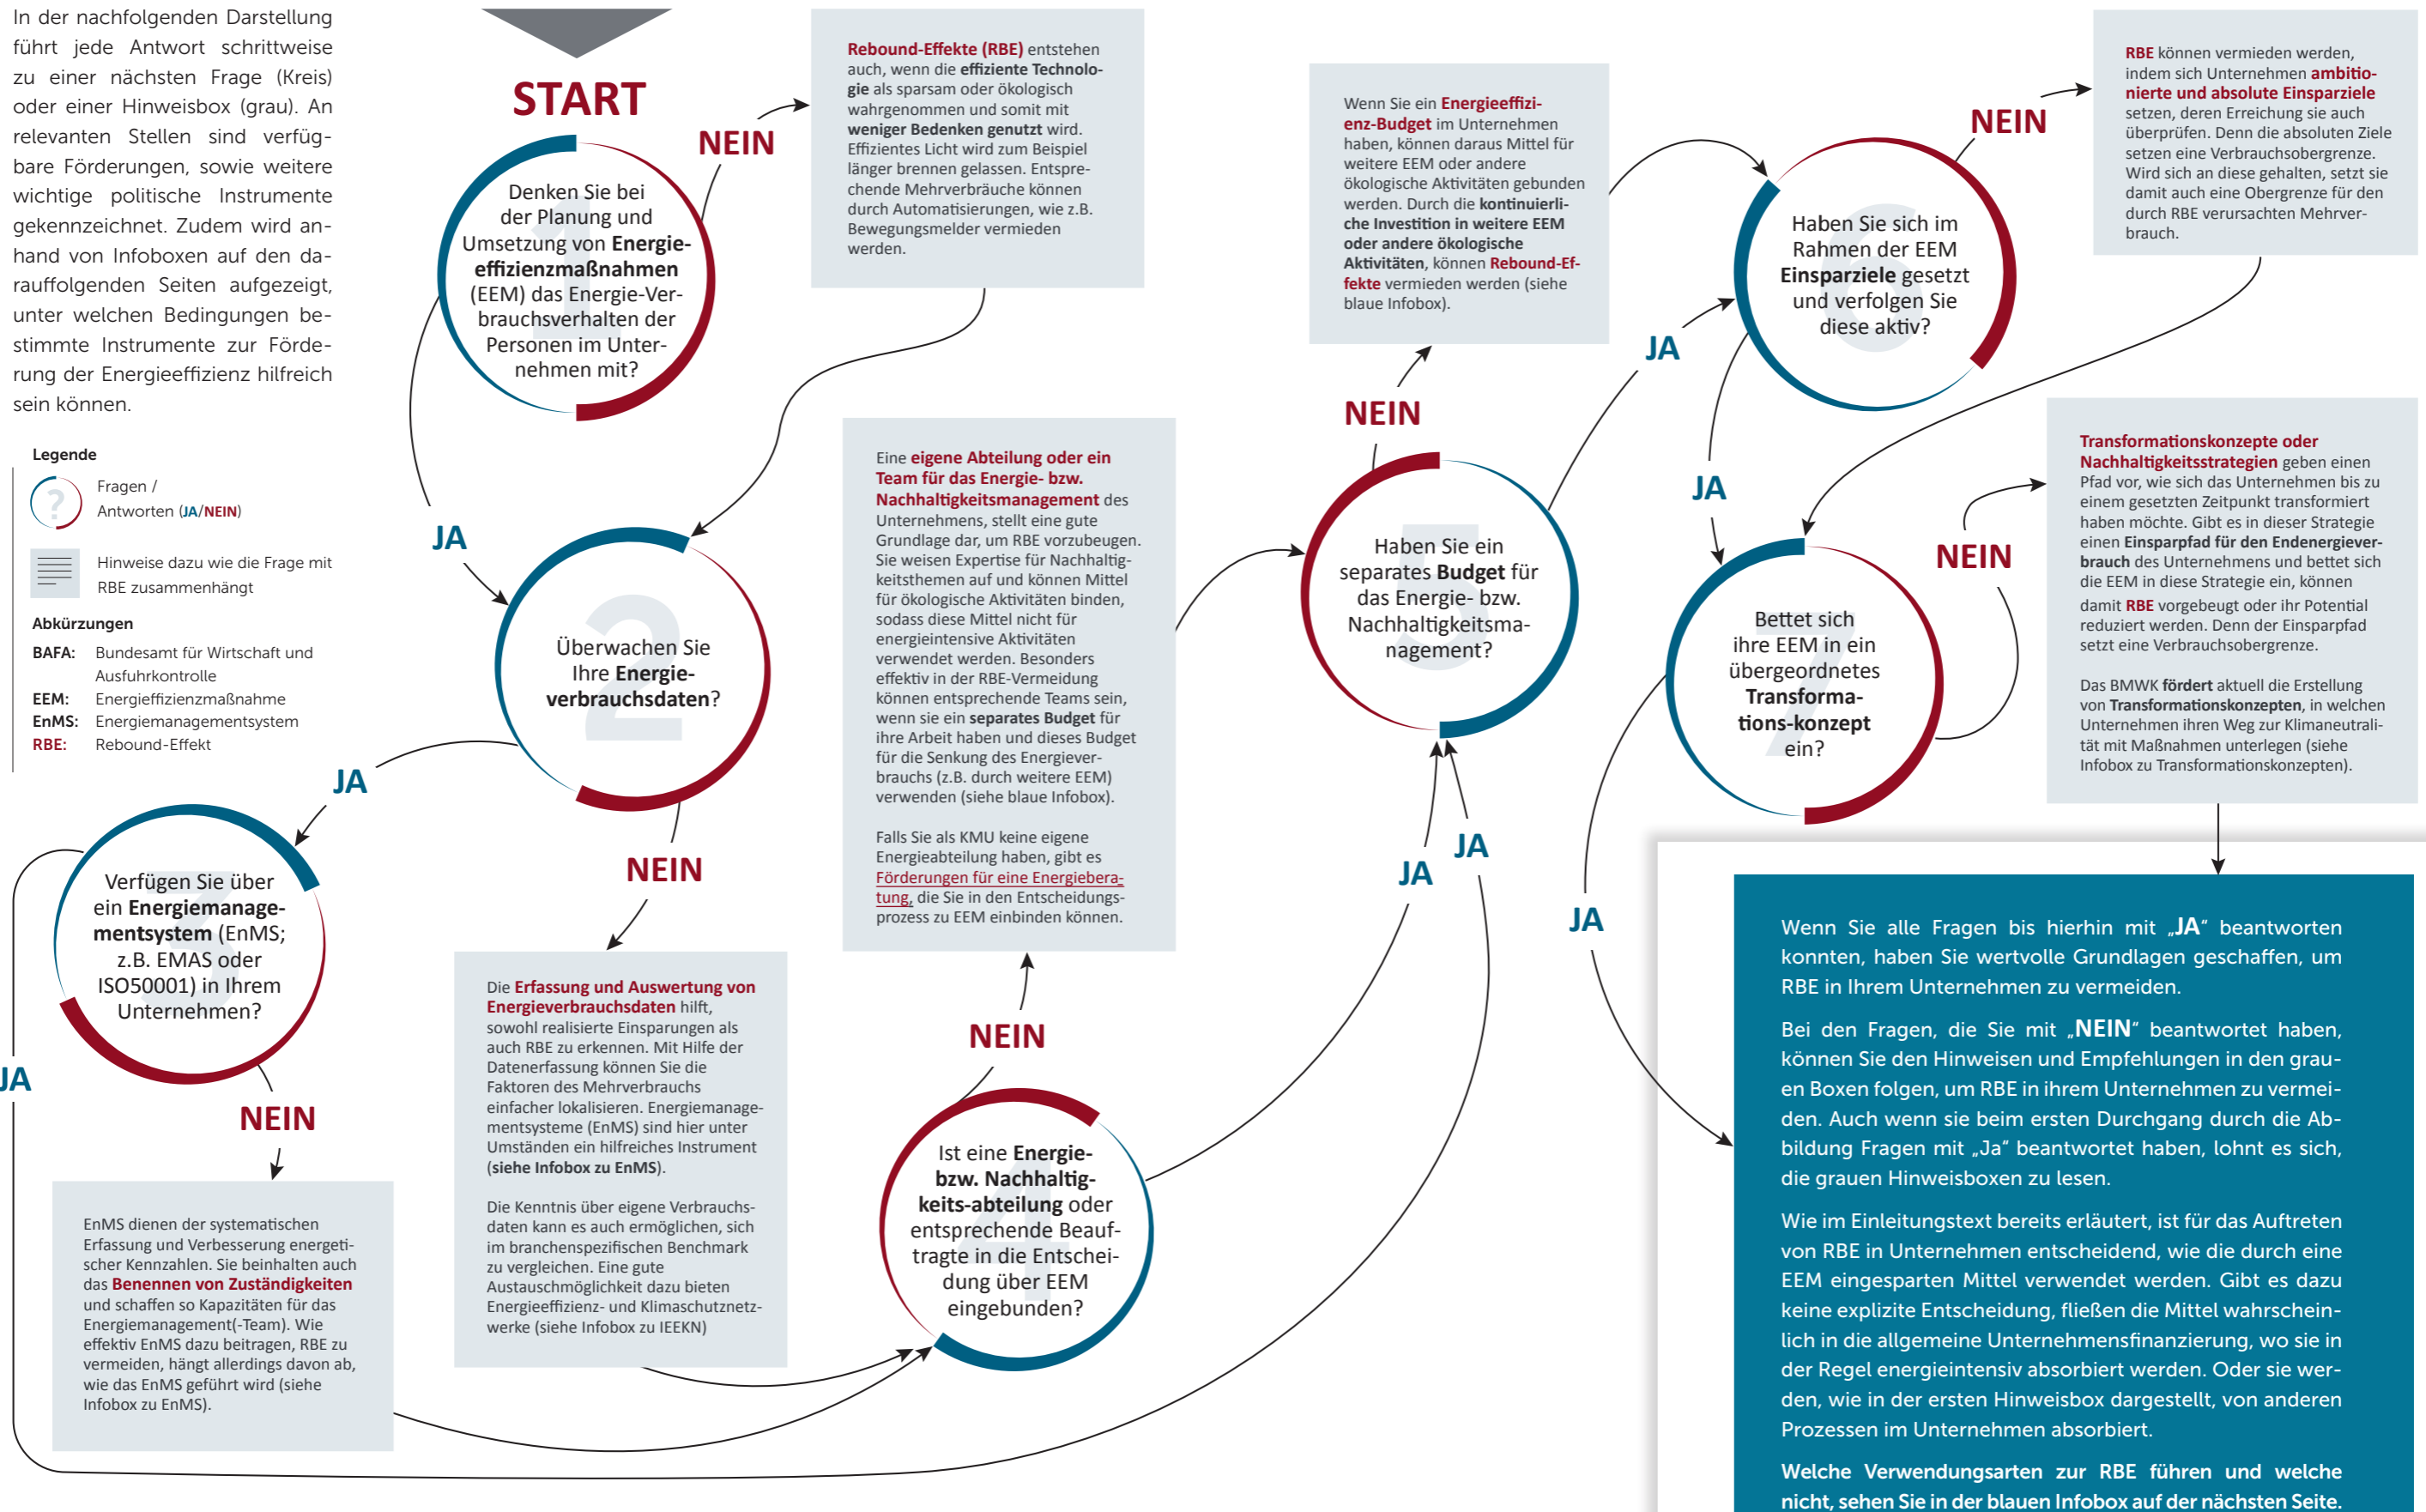 In der nachfolgenden Darstellung
führt jede Antwort schrittweise
zu einer nächsten Frage (Kreis)
oder einer Hinweisbox (grau). An
relevanten Stellen sind verfüg-
bare Förderungen, sowie weitere
wichtige politische Instrumente
gekennzeichnet. Zudem wird an-
hand von Infoboxen auf den da-
rauffolgenden Seiten aufgezeigt,
unter welchen Bedingungen be-
stimmte Instrumente zur Förde-
rung der Energieeffizienz hilfreich
sein können.
Legende
?
Fragen /
Antworten (JA/NEIN)
Hinweise dazu wie die Frage mit
RBE zusammenhängt
Abkürzungen
BAFA: Bundesamt für Wirtschaft und
Ausfuhrkontrolle
EEM: Energieffizienzmaßnahme
EnMS: Energiemanagementsystem
RBE: Rebound-Effekt
START
1
Denken Sie bei
der Planung und
Umsetzung von Energie-
effizienzmaßnahmen
(EEM) das Energie-Ver-
brauchsverhalten der
Personen im Unter-
nehmen mit?
NEIN
Rebound-Effekte (RBE) entstehen
auch, wenn die effiziente Technolo-
gie als sparsam oder ökologisch
wahrgenommen und somit mit
weniger Bedenken genutzt wird.
Effizientes Licht wird zum Beispiel
länger brennen gelassen. Entspre-
chende Mehrverbräuche können
durch Automatisierungen, wie z.B.
Bewegungsmelder vermieden
werden.
JA
2
Überwachen Sie
Ihre Energie-
verbrauchsdaten?
NEIN
Die Erfassung und Auswertung von
Energieverbrauchsdaten hilft,
sowohl realisierte Einsparungen als
auch RBE zu erkennen. Mit Hilfe der
Datenerfassung können Sie die
Faktoren des Mehrverbrauchs
einfacher lokalisieren. Energiemanage-
mentsysteme (EnMS) sind hier unter
Umständen ein hilfreiches Instrument
(siehe Infobox zu EnMS).
Die Kenntnis über eigene Verbrauchs-
daten kann es auch ermöglichen, sich
im branchenspezifischen Benchmark
zu vergleichen. Eine gute
Austauschmöglichkeit dazu bieten
Energieeffizienz- und Klimaschutznetz-
werke (siehe Infobox zu IEEKN)
JA
3
Verfügen Sie über
ein Energiemanage-
mentsystem (EnMS;
z.B. EMAS oder
ISO50001) in Ihrem
Unternehmen?
JA
NEIN
EnMS dienen der systematischen
Erfassung und Verbesserung energeti-
scher Kennzahlen. Sie beinhalten auch
das Benennen von Zuständigkeiten
und schaffen so Kapazitäten für das
Energiemanagement(-Team). Wie
effektiv EnMS dazu beitragen, RBE zu
vermeiden, hängt allerdings davon ab,
wie das EnMS geführt wird (siehe
Infobox zu EnMS).
4
Ist eine Energie-
bzw. Nachhaltig-
keits-abteilung oder
entsprechende Beauf-
tragte in die Entschei-
dung über EEM
eingebunden?
NEIN
Eine eigene Abteilung oder ein
Team für das Energie- bzw.
Nachhaltigkeitsmanagement des
Unternehmens, stellt eine gute
Grundlage dar, um RBE vorzubeugen.
Sie weisen Expertise für Nachhaltig-
keitsthemen auf und können Mittel
für ökologische Aktivitäten binden,
sodass diese Mittel nicht für
energieintensive Aktivitäten
verwendet werden. Besonders
effektiv in der RBE-Vermeidung
können entsprechende Teams sein,
wenn sie ein separates Budget für
ihre Arbeit haben und dieses Budget
für die Senkung des Energiever-
brauchs (z.B. durch weitere EEM)
verwenden (siehe blaue Infobox).
Falls Sie als KMU keine eigene
Energieabteilung haben, gibt es
Förderungen für eine Energiebera-
tung, die Sie in den Entscheidungs-
prozess zu EEM einbinden können.
JA
JA
5
Haben Sie ein
separates Budget für
das Energie- bzw.
Nachhaltigkeitsma-
nagement?
NEIN
Wenn Sie ein Energieeffizi-
enz-Budget im Unternehmen
haben, können daraus Mittel für
weitere EEM oder andere
ökologische Aktivitäten gebunden
werden. Durch die kontinuierli-
che Investition in weitere EEM
oder andere ökologische
Aktivitäten, können Rebound-Ef-
fekte vermieden werden (siehe
blaue Infobox).
JA
6
Haben Sie sich im
Rahmen der EEM
Einsparziele gesetzt
und verfolgen Sie
diese aktiv?
NEIN
RBE können vermieden werden,
indem sich Unternehmen ambitio-
nierte und absolute Einsparziele
setzen, deren Erreichung sie auch
überprüfen. Denn die absoluten Ziele
setzen eine Verbrauchsobergrenze.
Wird sich an diese gehalten, setzt sie
damit auch eine Obergrenze für den
durch RBE verursachten Mehrver-
brauch.
JA
7
Bettet sich
ihre EEM in ein
übergeordnetes
Transforma-
tions-konzept
ein?
NEIN
Transformationskonzepte oder
Nachhaltigkeitsstrategien geben einen
Pfad vor, wie sich das Unternehmen bis zu
einem gesetzten Zeitpunkt transformiert
haben möchte. Gibt es in dieser Strategie
einen Einsparpfad für den Endenergiever-
brauch des Unternehmens und bettet sich
die EEM in diese Strategie ein, können
damit RBE vorgebeugt oder ihr Potential
reduziert werden. Denn der Einsparpfad
setzt eine Verbrauchsobergrenze.
Das BMWK fördert aktuell die Erstellung
von Transformationskonzepten, in welchen
Unternehmen ihren Weg zur Klimaneutrali-
tät mit Maßnahmen unterlegen (siehe
Infobox zu Transformationskonzepten).
JA
Wenn Sie alle Fragen bis hierhin mit „JA“ beantworten
konnten, haben Sie wertvolle Grundlagen geschaffen, um
RBE in Ihrem Unternehmen zu vermeiden.
Bei den Fragen, die Sie mit „NEIN“ beantwortet haben,
können Sie den Hinweisen und Empfehlungen in den grau-
en Boxen folgen, um RBE in ihrem Unternehmen zu vermei-
den. Auch wenn sie beim ersten Durchgang durch die Ab-
bildung Fragen mit „Ja“ beantwortet haben, lohnt es sich,
die grauen Hinweisboxen zu lesen.
Wie im Einleitungstext bereits erläutert, ist für das Auftreten
von RBE in Unternehmen entscheidend, wie die durch eine
EEM eingesparten Mittel verwendet werden. Gibt es dazu
keine explizite Entscheidung, fließen die Mittel wahrschein-
lich in die allgemeine Unternehmensfinanzierung, wo sie in
der Regel energieintensiv absorbiert werden. Oder sie wer-
den, wie in der ersten Hinweisbox dargestellt, von anderen
Prozessen im Unternehmen absorbiert.
Welche Verwendungsarten zur RBE führen und welche
nicht, sehen Sie in der blauen Infobox auf der nächsten Seite.